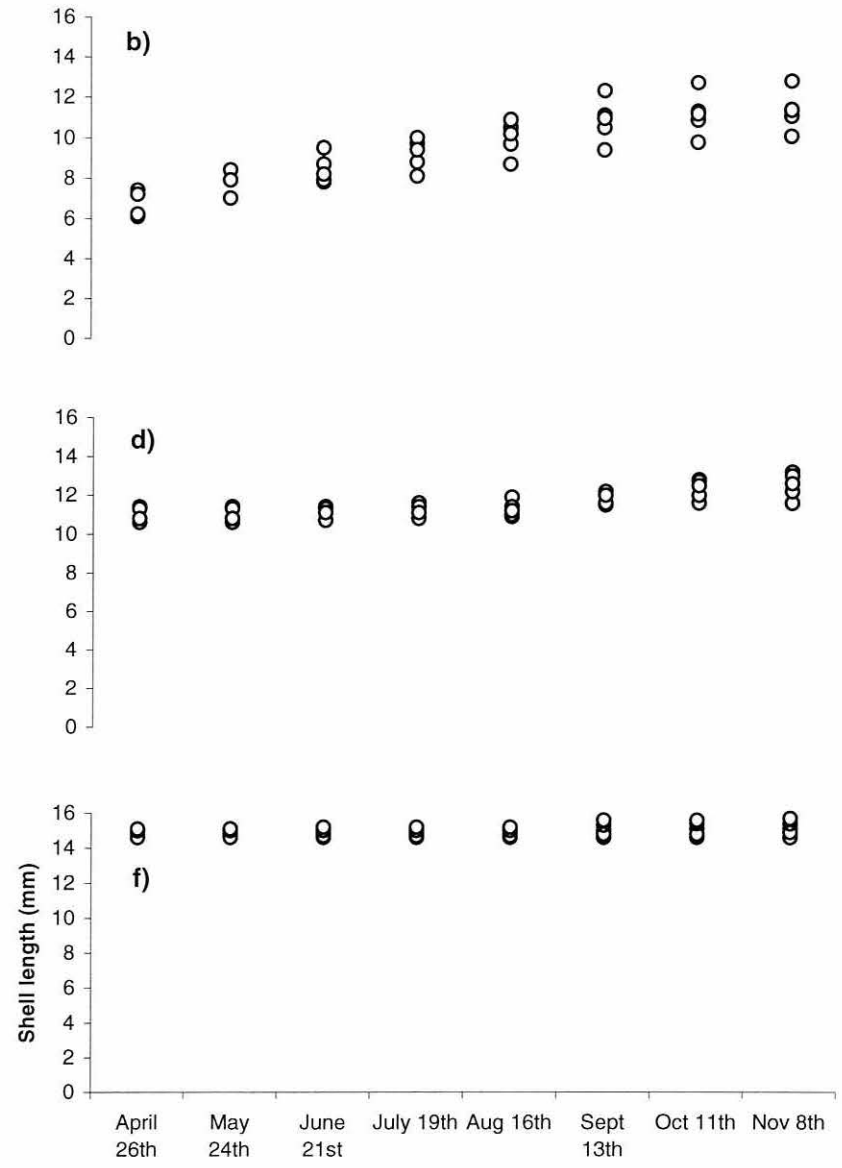 16
b)
14
12
10
8
6
4
2
0
16
d)
14
12
10
8
6
4
2
0
16
14
f)
12
10
8
6
4
2
0
Shell length (mm)
April 26th
May 24th
June 21st
July 19th
Aug 16th
Sept 13th
Oct 11th
Nov 8th